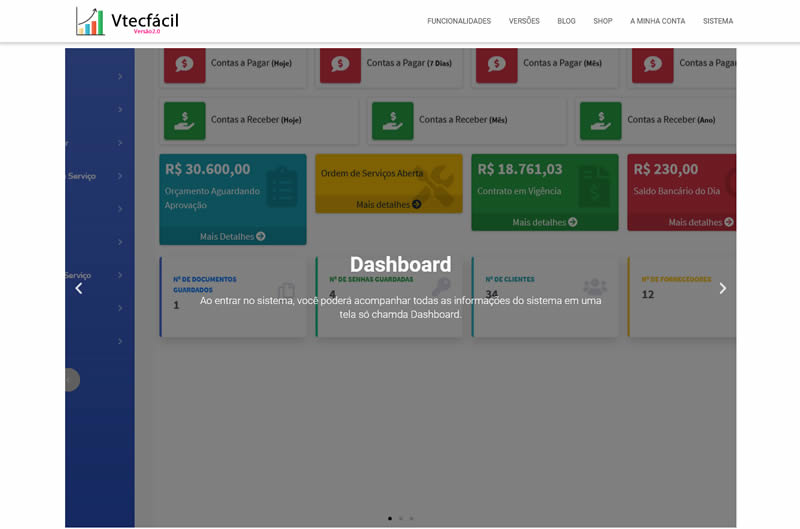 Vtecfácil
Versão2.0
FUNCIONALIDADES VERSÕES BLOG SHOP A MINHA CONTA SISTEMA
Contas a Pagar (Hoje) Contas a Pagar (7 Dias) Contas a Pagar (Mês) Contas a Pagar
Contas a Receber (Hoje) Contas a Receber (Mês) Contas a Receber (Ano)
R$ 30.600,00
Orçamento Aguardando
Aprovação
Mais Detalhes
Ordem de Serviços Aberta
Mais detalhes
R$ 18.761,03
Contrato em Vigência
Mais detalhes
R$ 230,00
Saldo Bancário do Dia
Mais detalhes
Serviço
Serviço
Dashboard
Nº DE DOCUMENTOS
GUARDADOS
1
Nº DE SENHAS GUARDADAS
4
Nº DE CLIENTES
34
Nº DE FORNECEDORES
12
Ao entrar no sistema, você poderá acompanhar todas as informações do sistema em uma
tela só chamda Dashboard.